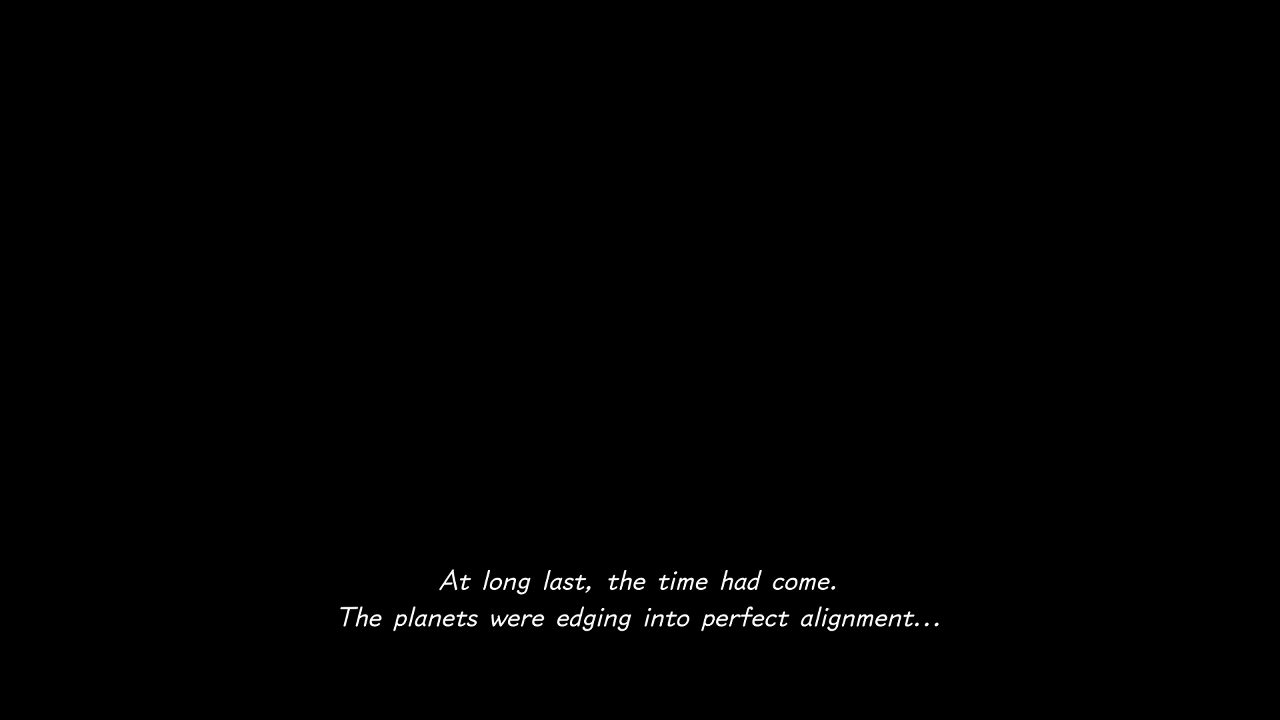 At long last, the time had come.
The planets were edging into perfect alignment...